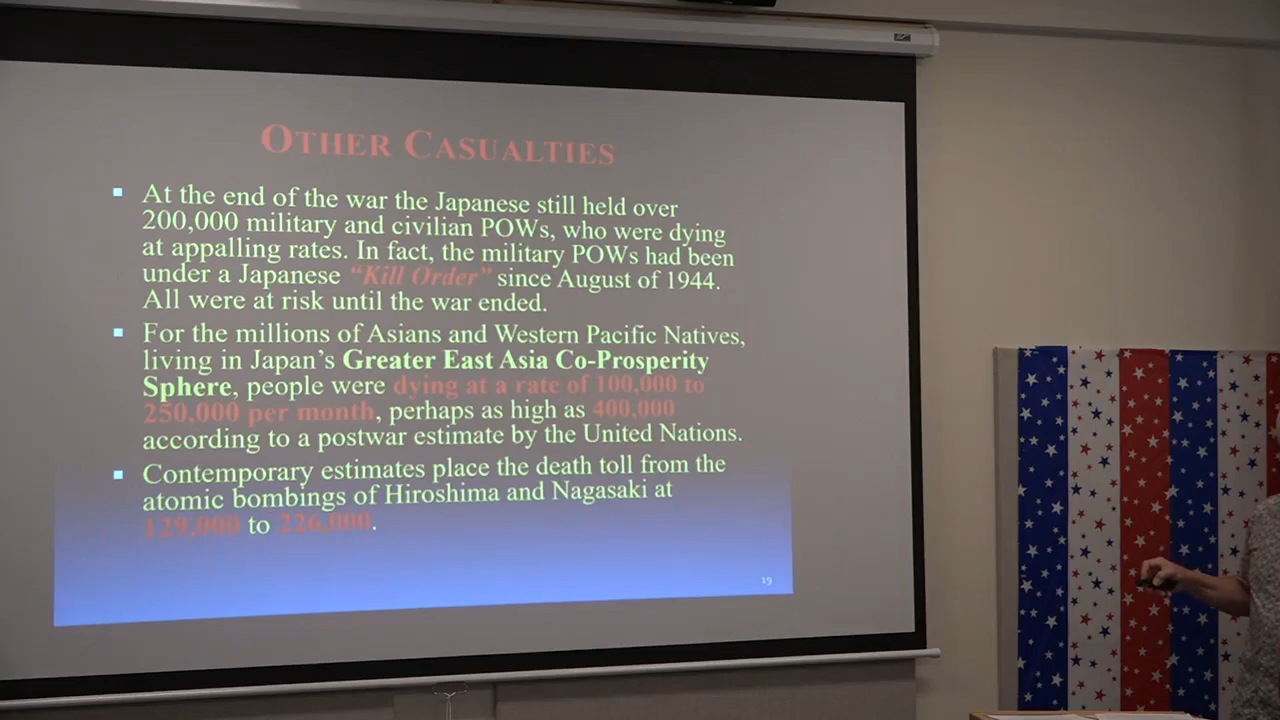 OTHER CASUALTIES
▪ At the end of the war the Japanese still held over
200,000 military and civilian POWs, who were dying
at appalling rates. In fact, the military POWs had been
under a Japanese “Kill Order” since August of 1944.
All were at risk until the war ended.
▪ For the millions of Asians and Western Pacific Natives,
living in Japan’s Greater East Asia Co-Prosperity
Sphere, people were dying at a rate of 100,000 to
250,000 per month, perhaps as high as 400,000
according to a postwar estimate by the United Nations.
▪ Contemporary estimates place the death toll from the
atomic bombings of Hiroshima and Nagasaki at
129,000 to 226,000.
19